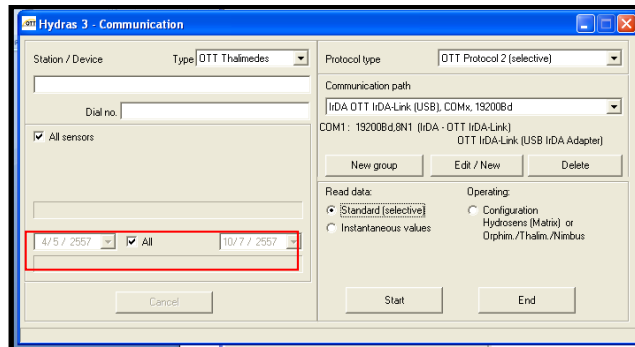 OTT Hydras 3 - Communication
Station / Device Type OTT Thalimedes
Dial no.
All sensors
4/5 / 2557 All 10/7 / 2557
Cancel
Protocol type OTT Protocol 2 (selective)
Communication path
IrDA OTT IrDA-Link (USB), COMx, 19200Bd
COM1 : 19200Bd,8N1 (IrDA - OTT IrDA-Link)
OTT IrDA-Link (USB IrDA Adapter)
New group Edit / New Delete
Read data: Operating:
Standard (selective) Configuration
Hydrosens (Matrix) or
Instantaneous values Orphim./Thalim./Nimbus
Start End